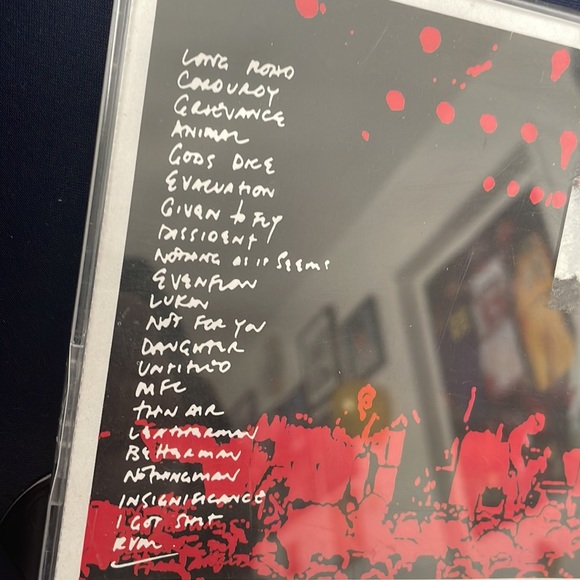 LONG ROAD
CORDUROY
GRIEVANCE
ANIMAL
GODS DICE
EVACUATION
GIVEN to FLY
DISSIDENT
NOTHING AS IT SEEMS
EVENFLOW
LUKIN
NOT FOR YOU
DAUGHTER
UNTITLED
MFC
THIN AIR
LEATHERMAN
BETTERMAN
NOTHINGMAN
INSIGNIFICANCE
I GOT SHIT
RVM